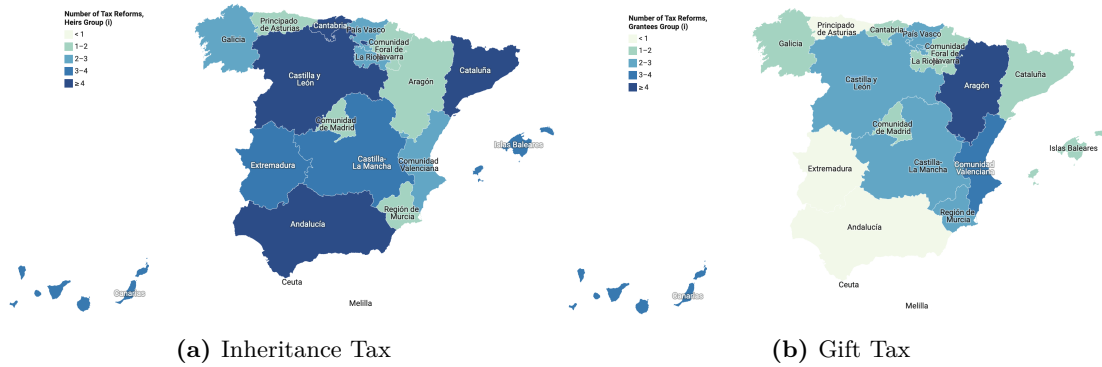 Number of Tax Reforms,
Heirs Group (i)
< 1
1–2
2–3
3–4
≥ 4
Principado
de Asturias
Cantabria
País Vasco
Galicia
Comunidad
Foral de
Navarra
La Rioja
Castilla y
León
Aragón
Cataluña
Comunidad
de Madrid
Islas Baleares
Extremadura
Castilla-
La Mancha
Comunidad
Valenciana
Región de
Murcia
Andalucía
Ceuta
Canarias
Melilla
(a) Inheritance Tax
Number of Tax Reforms,
Grantees Group (i)
< 1
1–2
2–3
3–4
≥ 4
Principado
de Asturias
Cantabria
País Vasco
Galicia
Comunidad
Foral de
Navarra
La Rioja
Castilla y
León
Aragón
Cataluña
Comunidad
de Madrid
Islas Baleares
Extremadura
Castilla-
La Mancha
Comunidad
Valenciana
Región de
Murcia
Andalucía
Ceuta
Canarias
Melilla
(b) Gift Tax